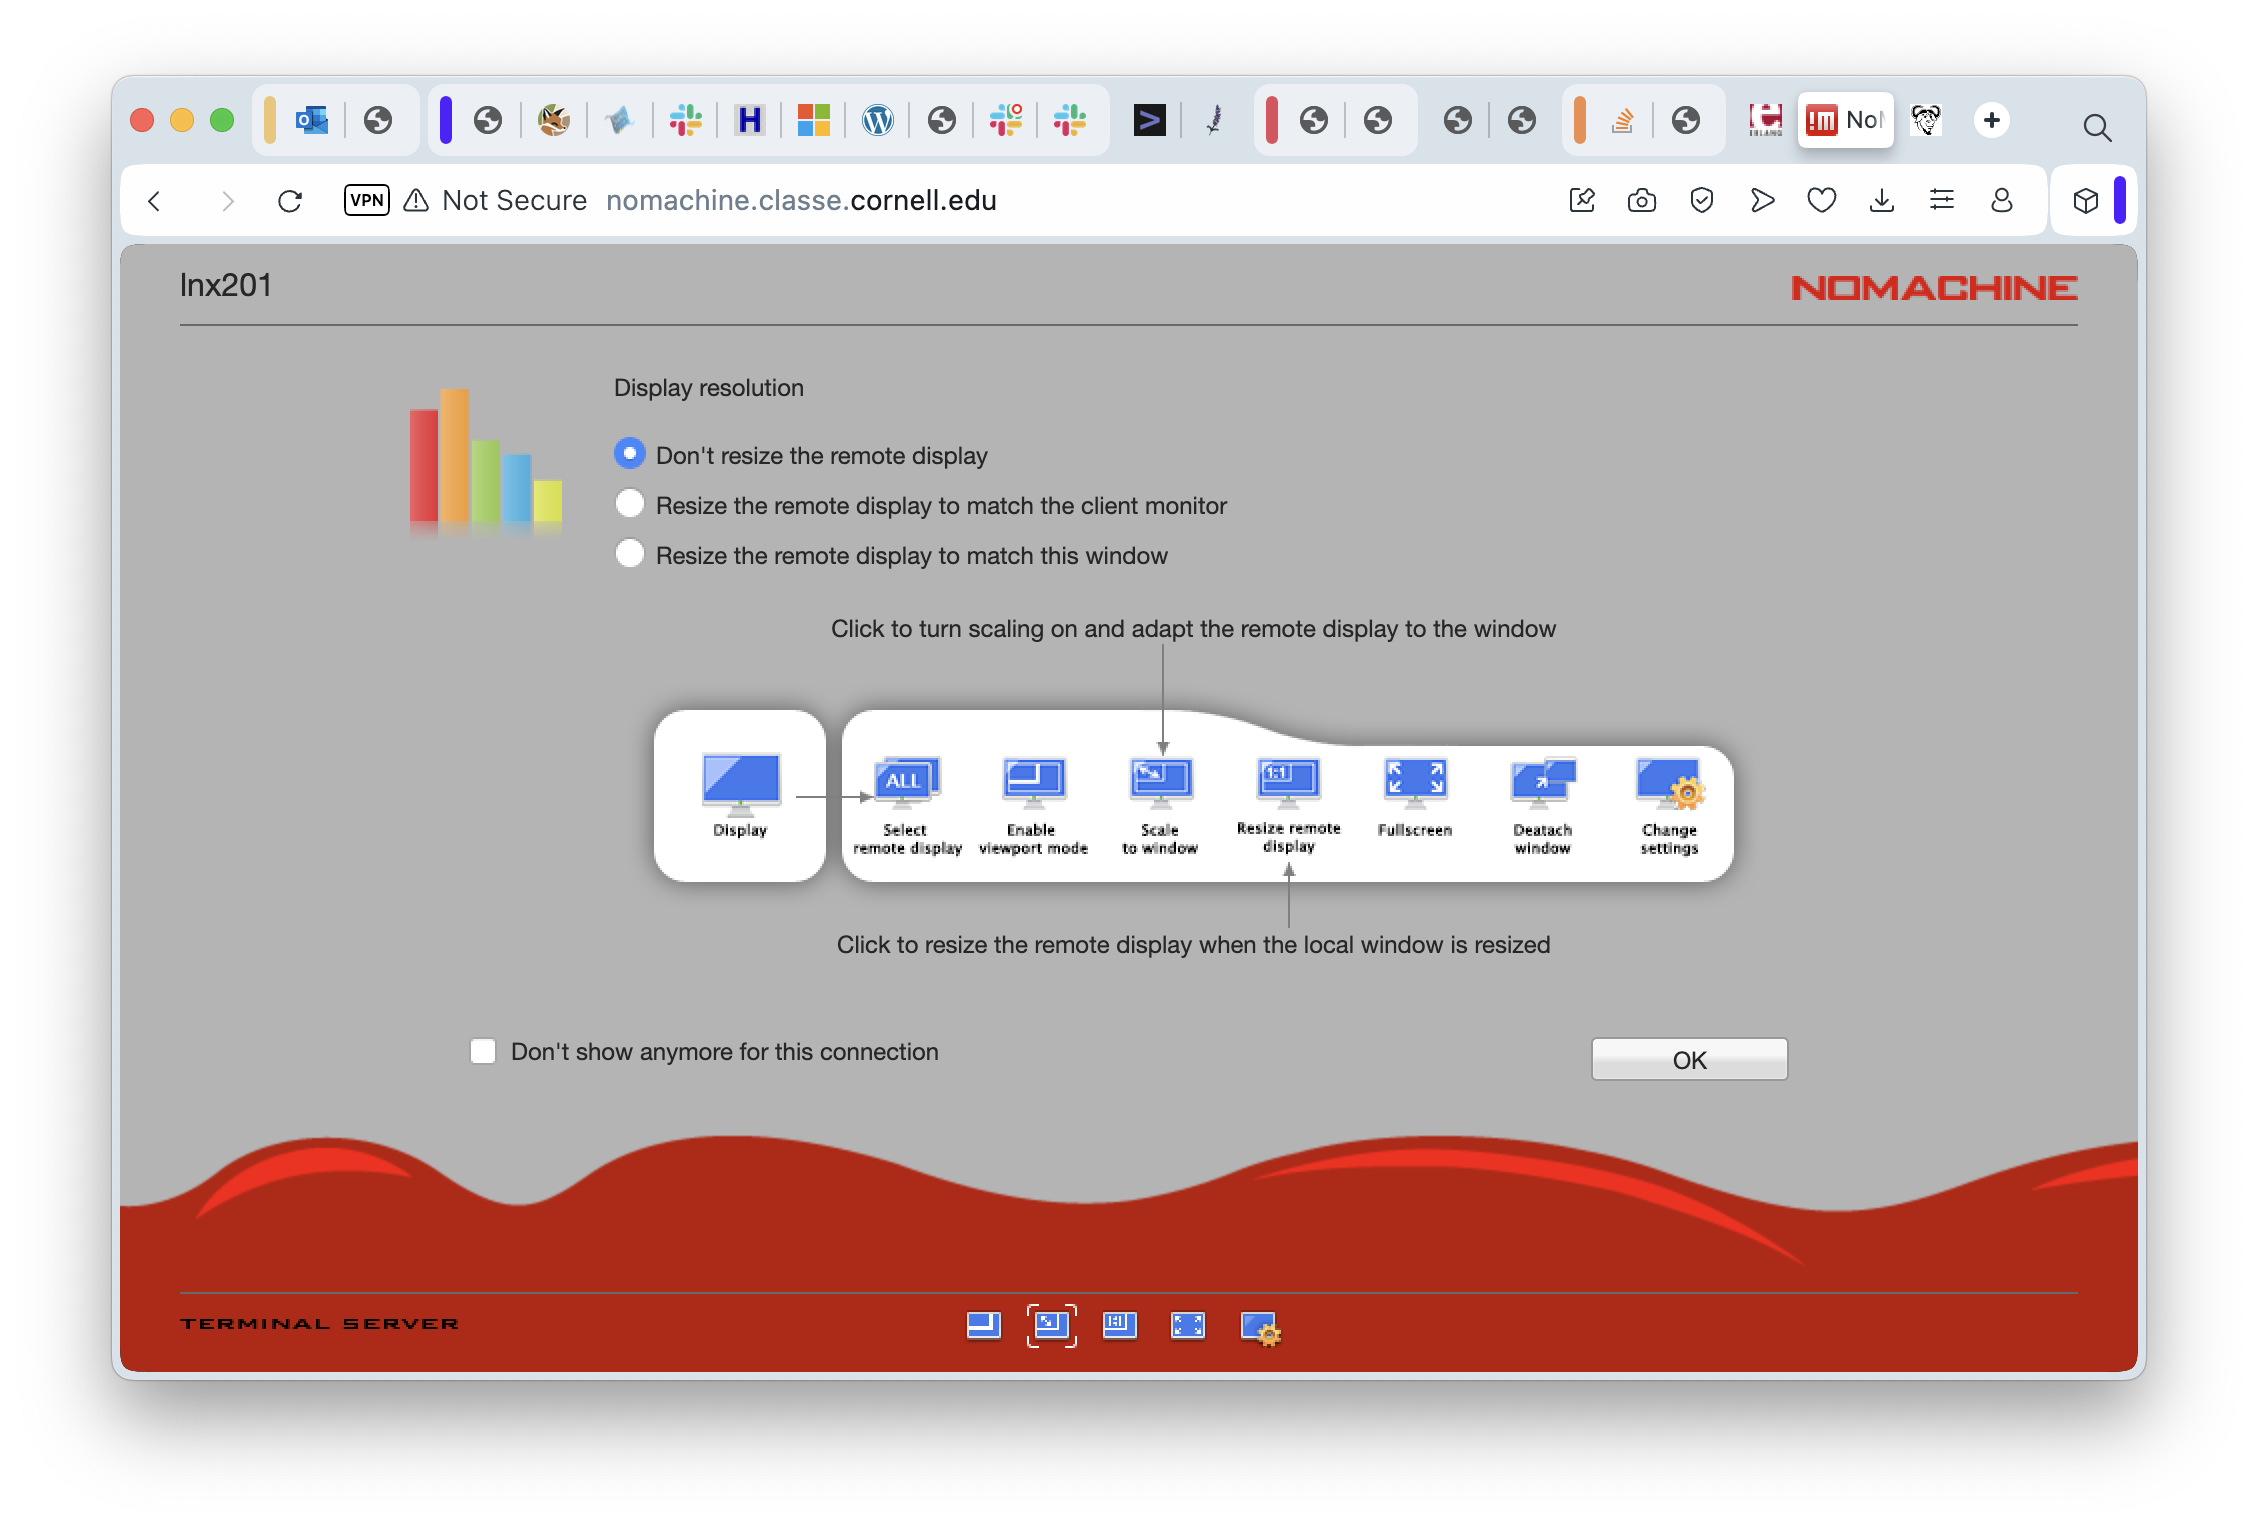 NoM
VPN Not Secure nomachine.classe.cornell.edu
lnx201
NOMACHINE
Display resolution
Don't resize the remote display
Resize the remote display to match the client monitor
Resize the remote display to match this window
Click to turn scaling on and adapt the remote display to the window
ALL
1:1
Display
Select
remote display
Enable
viewport mode
Scale
to window
Resize remote
display
Fullscreen
Deatach
window
Change
settings
Click to resize the remote display when the local window is resized
Don't show anymore for this connection
OK
TERMINAL SERVER